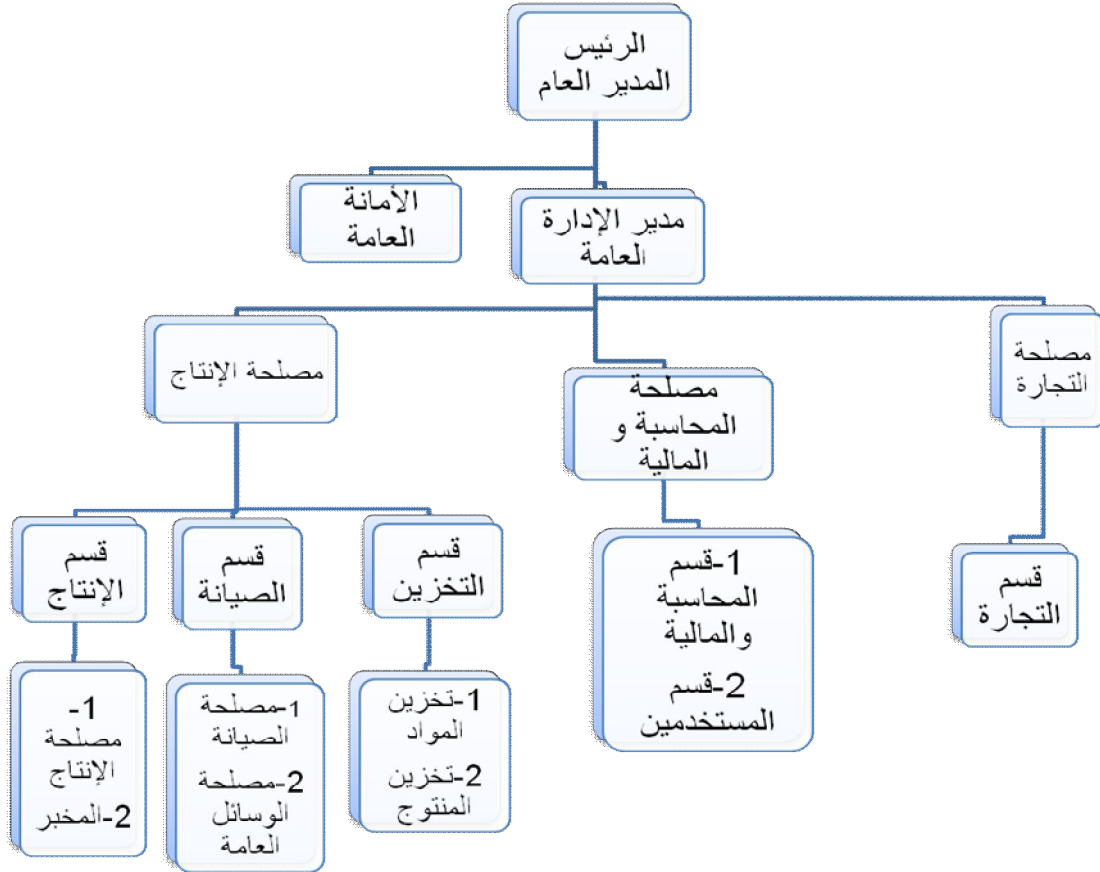 الرئيس
المدير العام
الأمانة
العامة
مدير الإدارة
العامة
مصلحة
التجارة
مصلحة
المحاسبة و
المالية
مصلحة الإنتاج
قسم
التجارة
1-قسم
المحاسبة
والمالية
2-قسم
المستخدمين
قسم
التخزين
قسم
الصيانة
قسم
الإنتاج
1-تخزين
المواد
2-تخزين
المنتوج
1-مصلحة
الصيانة
2-مصلحة
الوسائل
العامة
1-
مصلحة
الإنتاج
2-المخبر